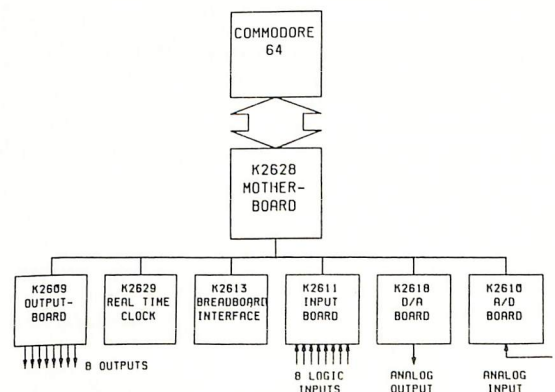 COMMODORE
64
K2628
MOTHER-
BOARD
K2609
OUTPUT-
BOARD
K2629
REAL TIME
CLOCK
K2613
BREADBOARD
INTERFACE
K2611
INPUT
BOARD
K2618
D/A
BOARD
K2610
A/D
BOARD
8 OUTPUTS
8 LOGIC
INPUTS
ANALOG
OUTPUT
ANALOG
INPUT